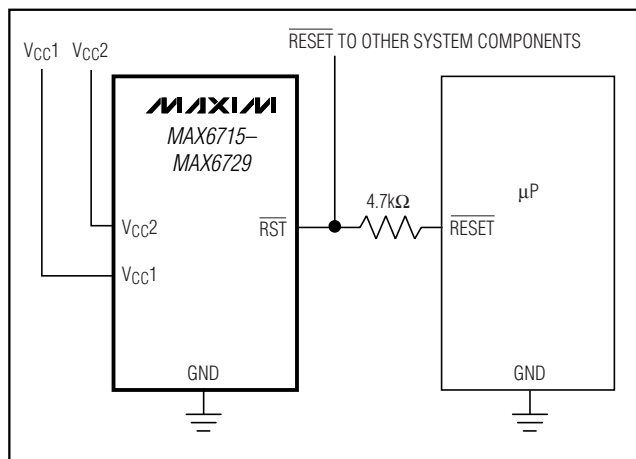 VCC1 VCC2
RESET TO OTHER SYSTEM COMPONENTS
MAXIM
MAX6715–
MAX6729
VCC2
VCC1
RST
GND
4.7kΩ
μP
RESET
GND